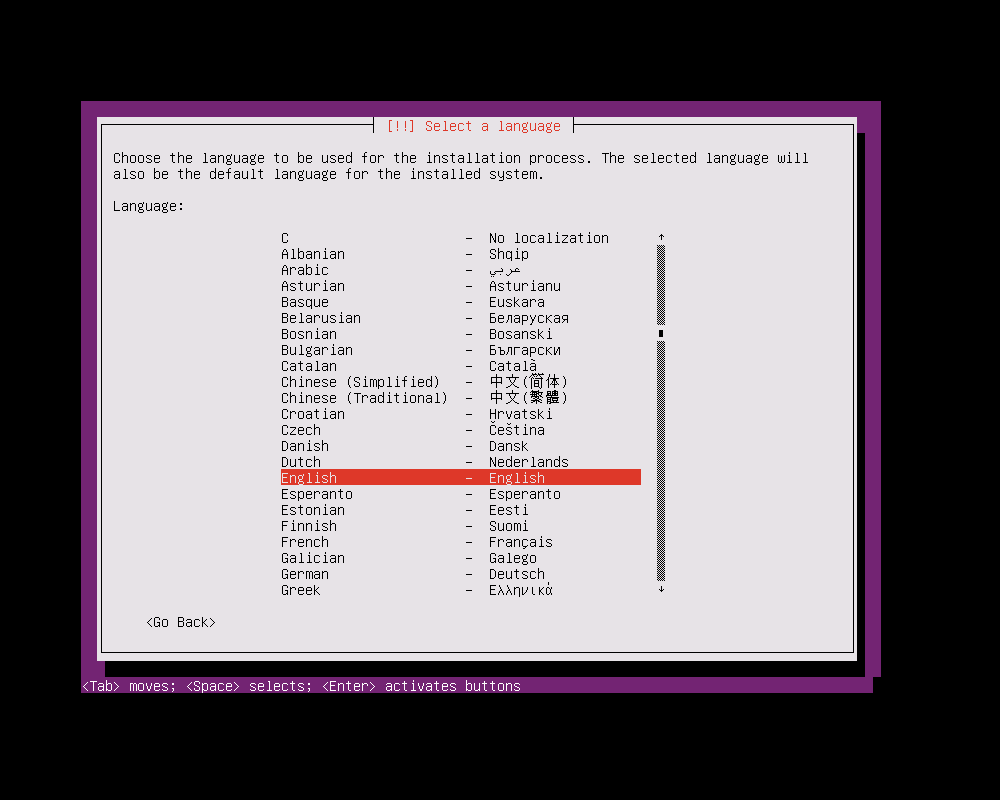 [!!] Select a language
Choose the language to be used for the installation process. The selected language will
also be the default language for the installed system.
Language:
C - No localization
Albanian - Shqip
Arabic - عربي
Asturian - Asturianu
Basque - Euskara
Belarusian - Беларуская
Bosnian - Bosanski
Bulgarian - Български
Catalan - Català
Chinese (Simplified) - 中文(简体)
Chinese (Traditional) - 中文(繁體)
Croatian - Hrvatski
Czech - Čeština
Danish - Dansk
Dutch - Nederlands
English - English
Esperanto - Esperanto
Estonian - Eesti
Finnish - Suomi
French - Français
Galician - Galego
German - Deutsch
Greek - Ελληνικά
<Go Back>
<Tab> moves; <Space> selects; <Enter> activates buttons